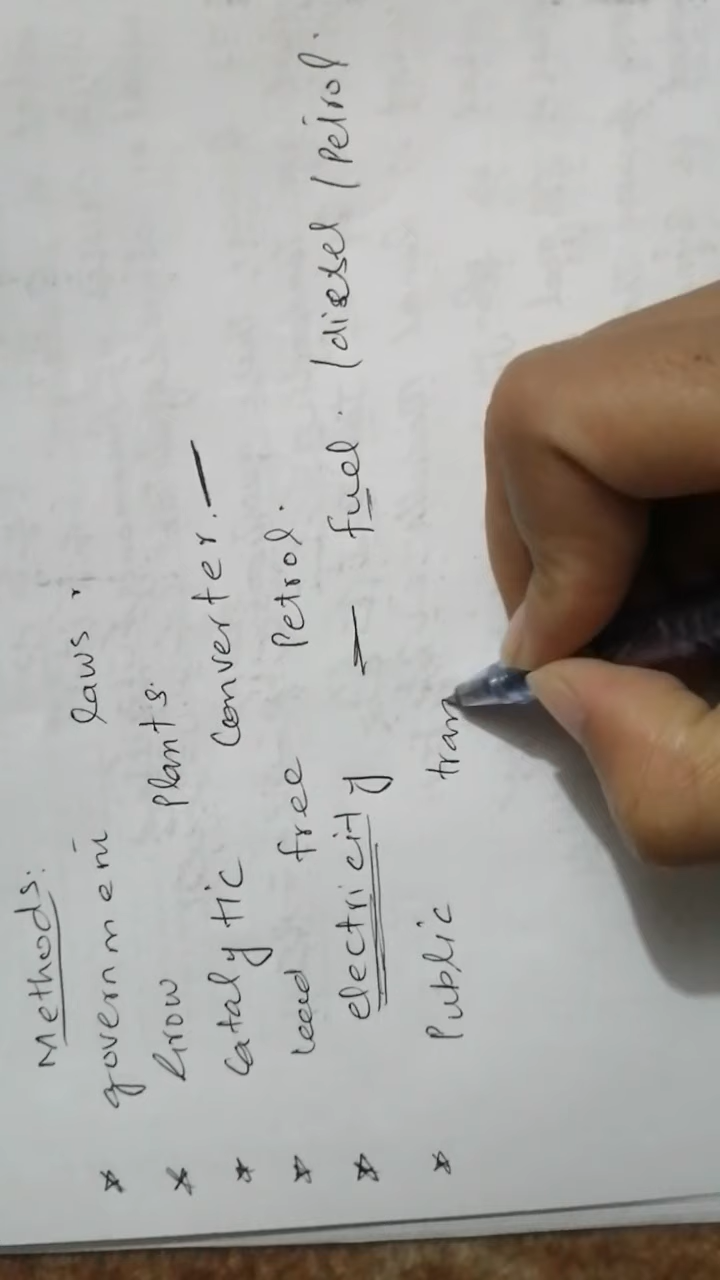 Methods:
* government laws.
* Grow Plants.
* Catalytic Converter. —
* lead free Petrol.
* electricity ← fuel. (diesel / Petrol.
* Public tran